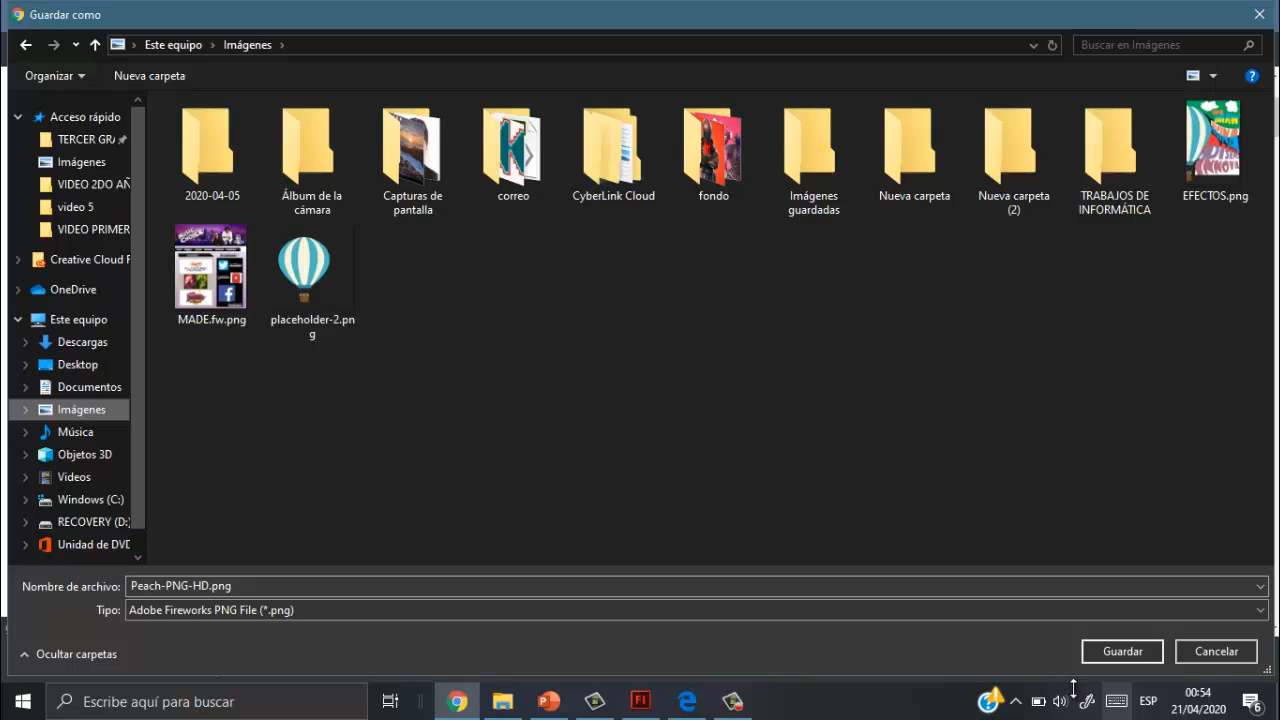 Guardar como
Este equipo
Imágenes
Buscar en Imágenes
Organizar
Nueva carpeta
Acceso rápido
TERCER GRA
Imágenes
VIDEO 2DO AÑ
video 5
VIDEO PRIMER
Creative Cloud F
OneDrive
Este equipo
Descargas
Desktop
Documentos
Imágenes
Música
Objetos 3D
Videos
Windows (C:)
RECOVERY (D:)
Unidad de DVD
2020-04-05
Álbum de la
cámara
Capturas de
pantalla
correo
CyberLink Cloud
fondo
Imágenes
guardadas
Nueva carpeta
Nueva carpeta
(2)
TRABAJOS DE
INFORMÁTICA
EFECTOS.png
MADE.fw.png
placeholder-2.pn
g
Nombre de archivo: Peach-PNG-HD.png
Tipo: Adobe Fireworks PNG File (*.png)
Ocultar carpetas
Guardar
Cancelar
Escribe aquí para buscar
ESP
00:54
21/04/2020
6